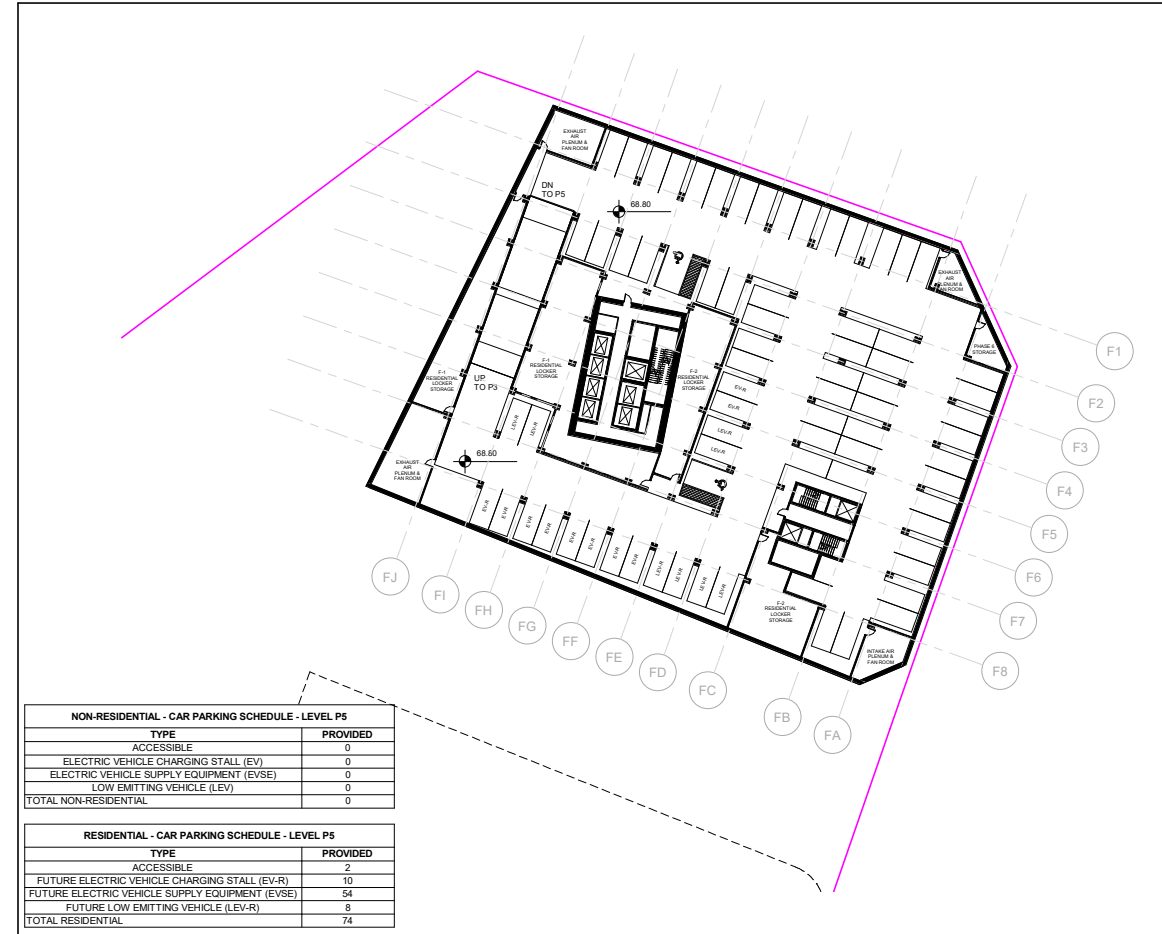 EXHAUST
AIR
PLENUM &
FAN ROOM
DN
TO P5
68.80
EXHAUST
AIR
PLENUM &
FAN ROOM
PHASE 6
STORAGE
F-1
RESIDENTIAL
LOCKER
STORAGE
F-1
RESIDENTIAL
LOCKER
STORAGE
UP
TO P3
F-2
RESIDENTIAL
LOCKER
STORAGE
EV-R
EV-R
LEV-R
LEV-R
LEV-R
LEV-R
68.60
EXHAUST
AIR
PLENUM &
FAN ROOM
EV-R
EV-R
EV-R
EV-R
EV-R
EV-R
EV-R
EV-R
LEV-R
LEV-R
LEV-R
LEV-R
F-2
RESIDENTIAL
LOCKER
STORAGE
INTAKE AIR
PLENUM &
FAN ROOM
F1
F2
F3
F4
F5
F6
F7
F8
FJ
FI
FH
FG
FF
FE
FD
FC
FB
FA
NON-RESIDENTIAL - CAR PARKING SCHEDULE - LEVEL P5
TYPE PROVIDED
ACCESSIBLE 0
ELECTRIC VEHICLE CHARGING STALL (EV) 0
ELECTRIC VEHICLE SUPPLY EQUIPMENT (EVSE) 0
LOW EMITTING VEHICLE (LEV) 0
TOTAL NON-RESIDENTIAL 0
RESIDENTIAL - CAR PARKING SCHEDULE - LEVEL P5
TYPE PROVIDED
ACCESSIBLE 2
FUTURE ELECTRIC VEHICLE CHARGING STALL (EV-R) 10
FUTURE ELECTRIC VEHICLE SUPPLY EQUIPMENT (EVSE) 54
FUTURE LOW EMITTING VEHICLE (LEV-R) 8
TOTAL RESIDENTIAL 74